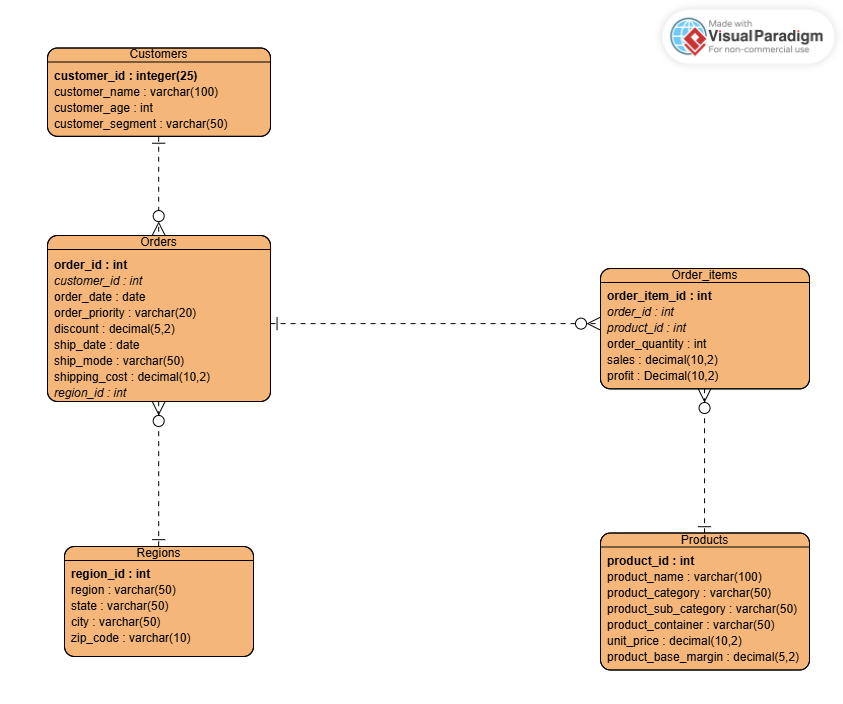 Made with
VisualParadigm
For non-commercial use
Customers
customer_id : integer(25)
customer_name : varchar(100)
customer_age : int
customer_segment : varchar(50)
Orders
order_id : int
customer_id : int
order_date : date
order_priority : varchar(20)
discount : decimal(5,2)
ship_date : date
ship_mode : varchar(50)
shipping_cost : decimal(10,2)
region_id : int
Order_items
order_item_id : int
order_id : int
product_id : int
order_quantity : int
sales : decimal(10,2)
profit : Decimal(10,2)
Regions
region_id : int
region : varchar(50)
state : varchar(50)
city : varchar(50)
zip_code : varchar(10)
Products
product_id : int
product_name : varchar(100)
product_category : varchar(50)
product_sub_category : varchar(50)
product_container : varchar(50)
unit_price : decimal(10,2)
product_base_margin : decimal(5,2)